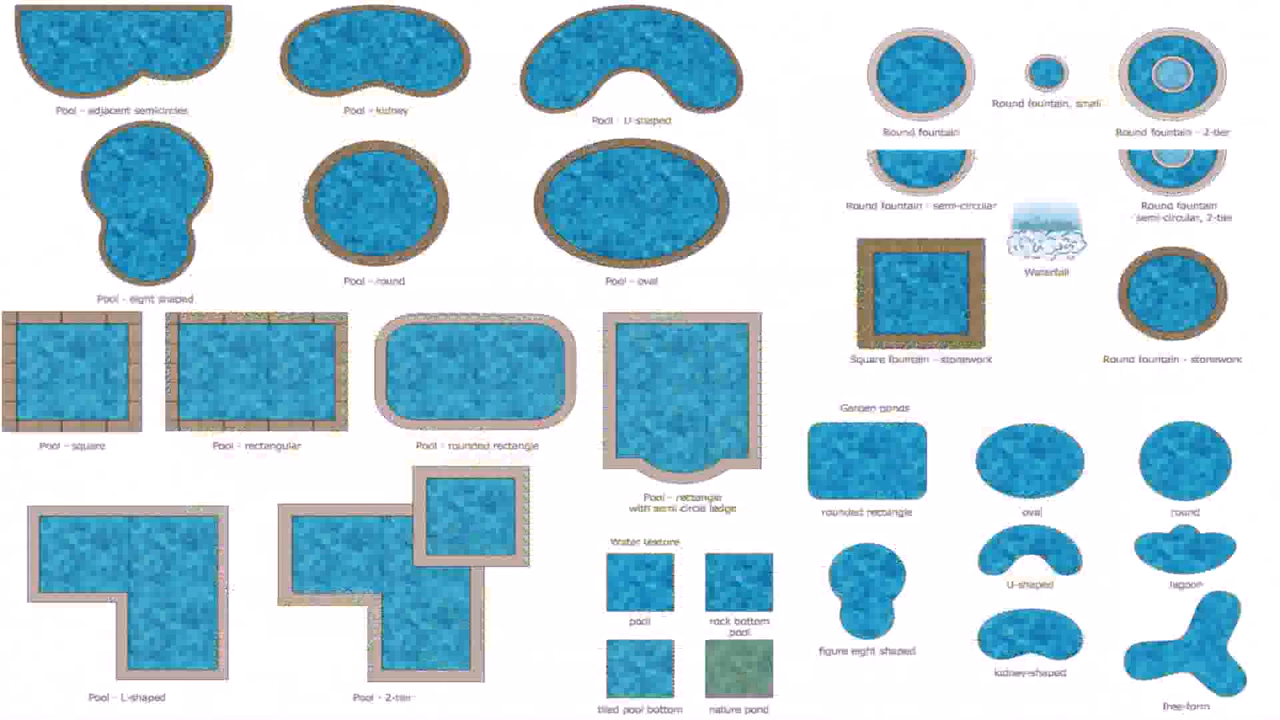 Pool - adjacent semicircles
Pool - kidney
Pool - U-shaped
Round fountain
Round fountain, small
Round fountain - 2-tier
Round fountain - semi-circular
Round fountain
semi-circular, 2-tier
Waterfall
Pool - eight shaped
Pool - round
Pool - oval
Square fountain - stonework
Round fountain - stonework
Pool - square
Pool - rectangular
Pool - rounded rectangle
Pool - rectangle
with semi circle ledge
Garden ponds
rounded rectangle
oval
round
Water texture
pool
rock bottom
pool
tiled pool bottom
nature pond
U-shaped
lagoon
figure eight shaped
kidney-shaped
free-form
Pool - L-shaped
Pool - 2-tier